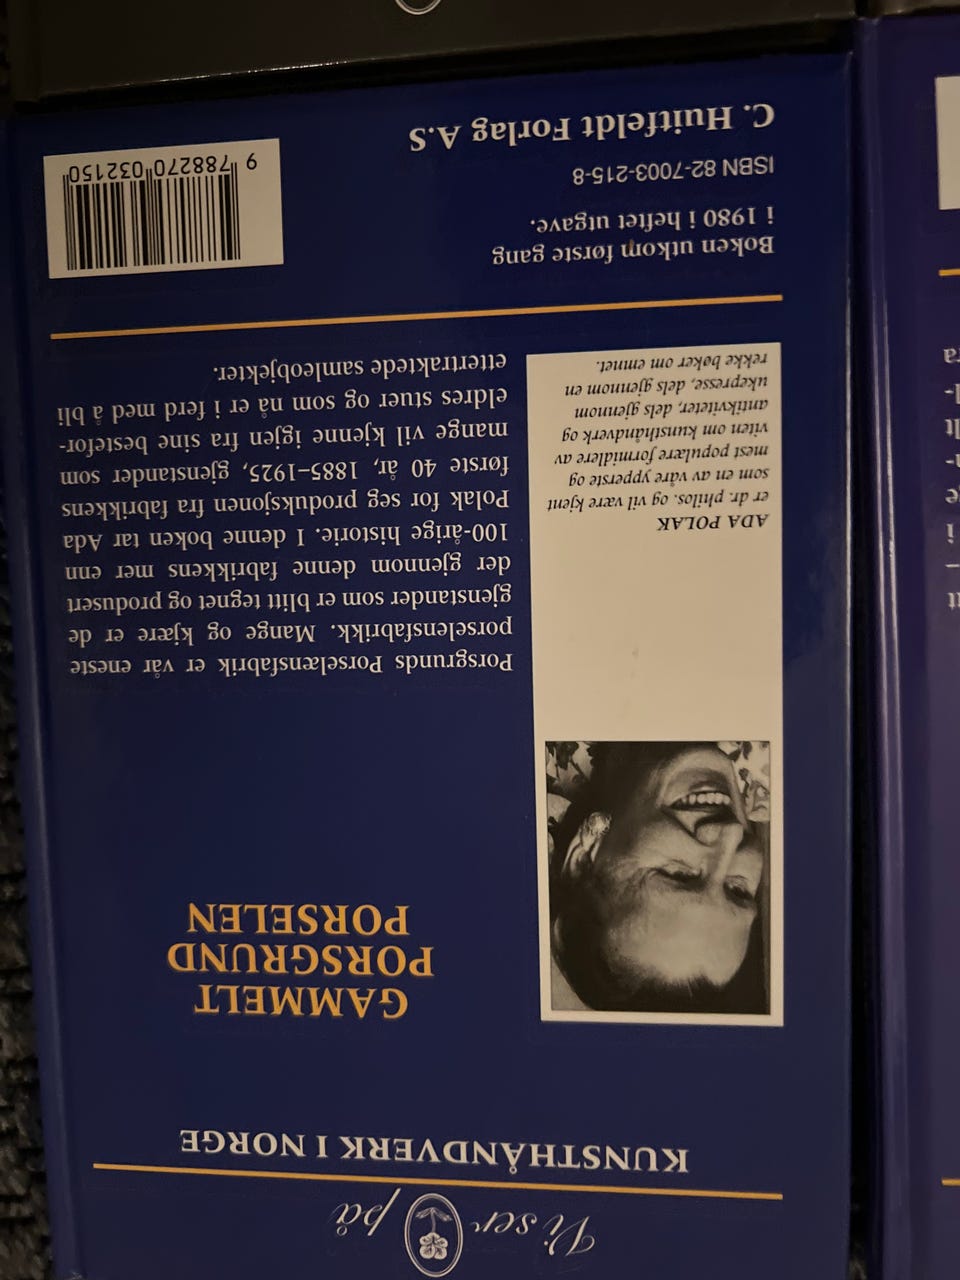 Vi ser på
KUNSTHÅNDVERK I NORGE
GAMMELT
PORSGRUND
PORSELEN
Porsgrunds Porselænsfabrik er vår eneste
porselensfabrikk. Mange og kjære er de
gjenstander som er blitt tegnet og produsert
der gjennom denne fabrikkens mer enn
100-årige historie. I denne boken tar Ada
Polak for seg produksjonen fra fabrikkens
første 40 år, 1885–1925, gjenstander som
mange vil kjenne igjen fra sine bestefor-
eldres stuer og som nå er i ferd med å bli
ettertraktede samleobjekter.
ADA POLAK
er dr. philos. og vil være kjent
som en av våre ypperste og
mest populære formidlere av
viten om kunsthåndverk og
antikviteter, dels gjennom
ukepresse, dels gjennom en
rekke bøker om emnet.
Boken utkom første gang
i 1980 i heftet utgave.
ISBN 82-7003-215-8
C. Huitfeldt Forlag A.S
9 788270 032150